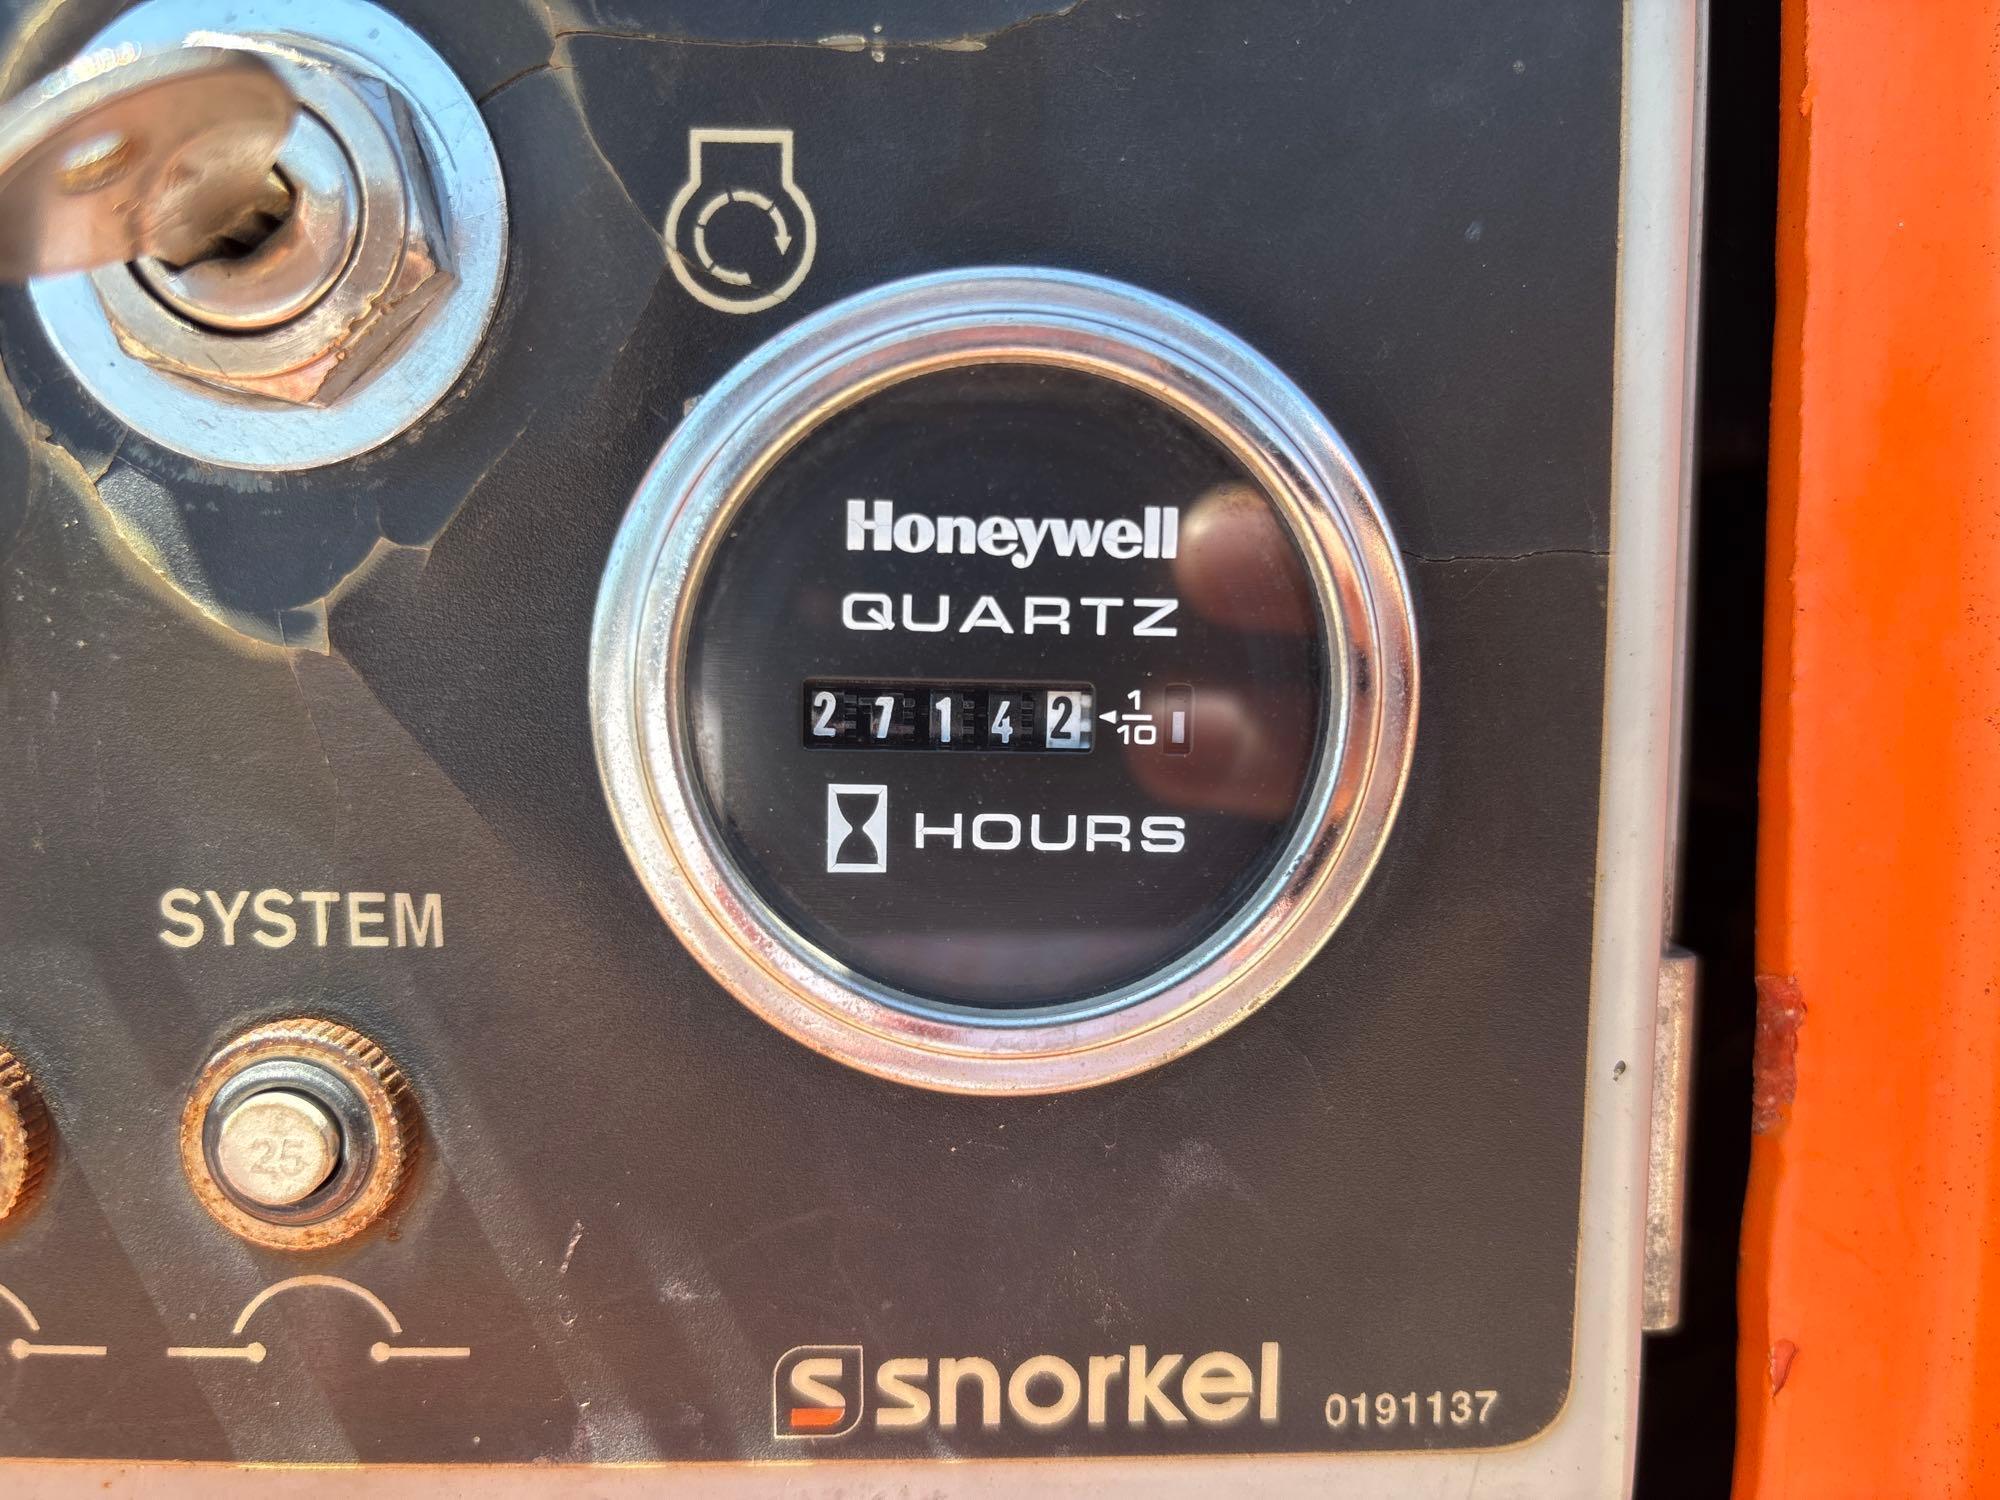 Honeywell
QUARTZ
27142 1/10
HOURS
SYSTEM
25
S snorkel 0191137